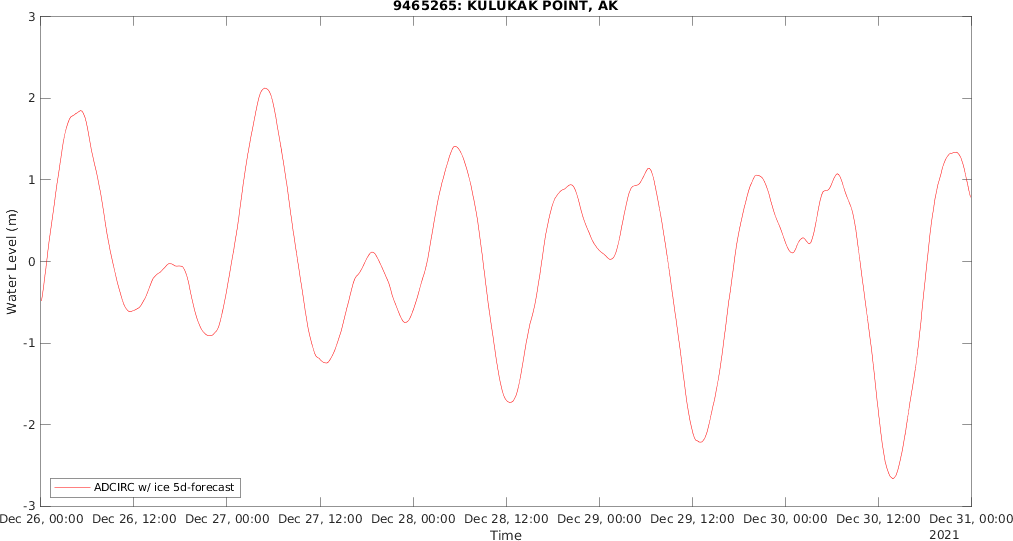 9465265: KULUKAK POINT, AK
3
2
1
0
-1
-2
-3
Water Level (m)
ADCIRC w/ ice 5d-forecast
Dec 26, 00:00 Dec 26, 12:00 Dec 27, 00:00 Dec 27, 12:00 Dec 28, 00:00 Dec 28, 12:00 Dec 29, 00:00 Dec 29, 12:00 Dec 30, 00:00 Dec 30, 12:00 Dec 31, 00:00
Time
2021